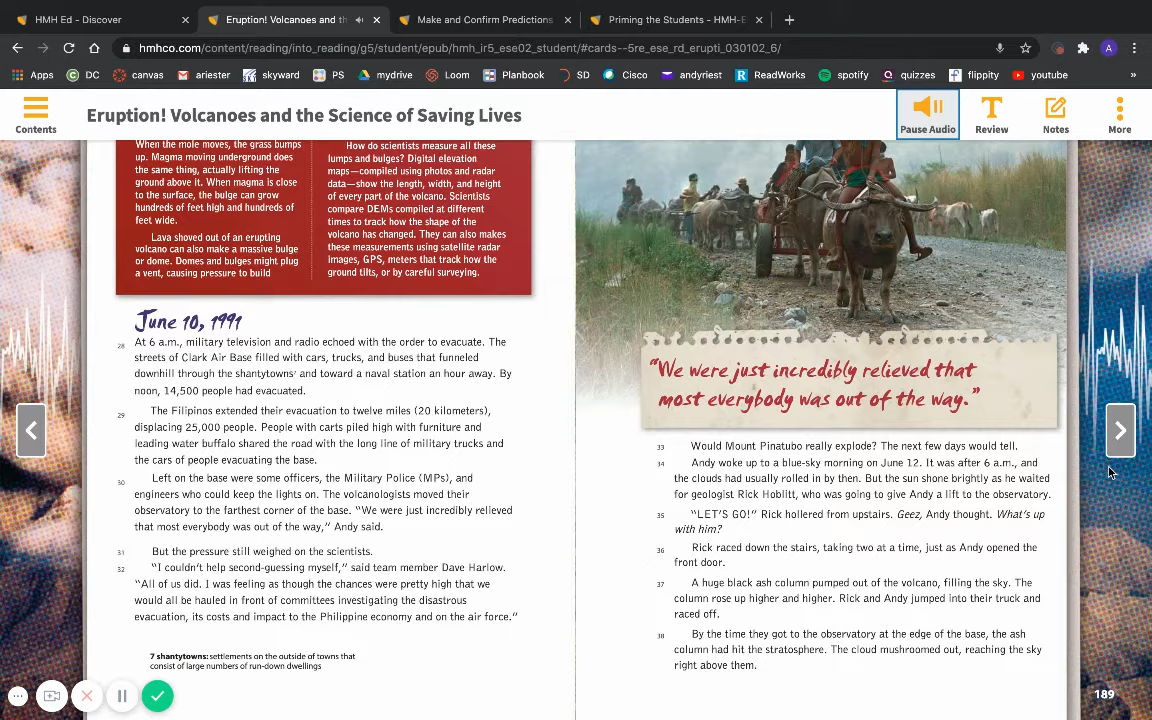 HMH Ed - Discover
Eruption! Volcanoes and th
Make and Confirm Predictions
Priming the Students - HMH-E
hmhco.com/content/reading/into_reading/g5/student/epub/hmh_ir5_ese02_student/#cards--5re_ese_rd_erupti_030102_6/
A
Apps
DC
canvas
ariester
skyward
PS
mydrive
Loom
Planbook
SD
Cisco
andyriest
ReadWorks
spotify
quizzes
flippity
youtube
»
Contents
Eruption! Volcanoes and the Science of Saving Lives
Pause Audio
Review
Notes
More
When the mole moves, the grass bumps
up. Magma moving underground does
the same thing, actually lifting the
ground above it. When magma is close
to the surface, the bulge can grow
hundreds of feet high and hundreds of
feet wide.
Lava shoved out of an erupting
volcano can also make a massive bulge
or dome. Domes and bulges might plug
a vent, causing pressure to build
How do scientists measure all these
lumps and bulges? Digital elevation
maps—compiled using photos and radar
data—show the length, width, and height
of every part of the volcano. Scientists
compare DEMs compiled at different
times to track how the shape of the
volcano has changed. They can also makes
these measurements using satellite radar
images, GPS, meters that track how the
ground tilts, or by careful surveying.
June 10, 1991
28 At 6 a.m., military television and radio echoed with the order to evacuate. The
streets of Clark Air Base filled with cars, trucks, and buses that funneled
downhill through the shantytowns⁷ and toward a naval station an hour away. By
noon, 14,500 people had evacuated.
29 The Filipinos extended their evacuation to twelve miles (20 kilometers),
displacing 25,000 people. People with carts piled high with furniture and
leading water buffalo shared the road with the long line of military trucks and
the cars of people evacuating the base.
30 Left on the base were some officers, the Military Police (MPs), and
engineers who could keep the lights on. The volcanologists moved their
observatory to the farthest corner of the base. “We were just incredibly relieved
that most everybody was out of the way,” Andy said.
31 But the pressure still weighed on the scientists.
32 “I couldn’t help second-guessing myself,” said team member Dave Harlow.
“All of us did. I was feeling as though the chances were pretty high that we
would all be hauled in front of committees investigating the disastrous
evacuation, its costs and impact to the Philippine economy and on the air force.”
7 shantytowns: settlements on the outside of towns that
consist of large numbers of run-down dwellings
“We were just incredibly relieved that
most everybody was out of the way.”
33 Would Mount Pinatubo really explode? The next few days would tell.
34 Andy woke up to a blue-sky morning on June 12. It was after 6 a.m., and
the clouds had usually rolled in by then. But the sun shone brightly as he waited
for geologist Rick Hoblitt, who was going to give Andy a lift to the observatory.
35 “LET’S GO!” Rick hollered from upstairs. Geez, Andy thought. What’s up
with him?
36 Rick raced down the stairs, taking two at a time, just as Andy opened the
front door.
37 A huge black ash column pumped out of the volcano, filling the sky. The
column rose up higher and higher. Rick and Andy jumped into their truck and
raced off.
38 By the time they got to the observatory at the edge of the base, the ash
column had hit the stratosphere. The cloud mushroomed out, reaching the sky
right above them.
189